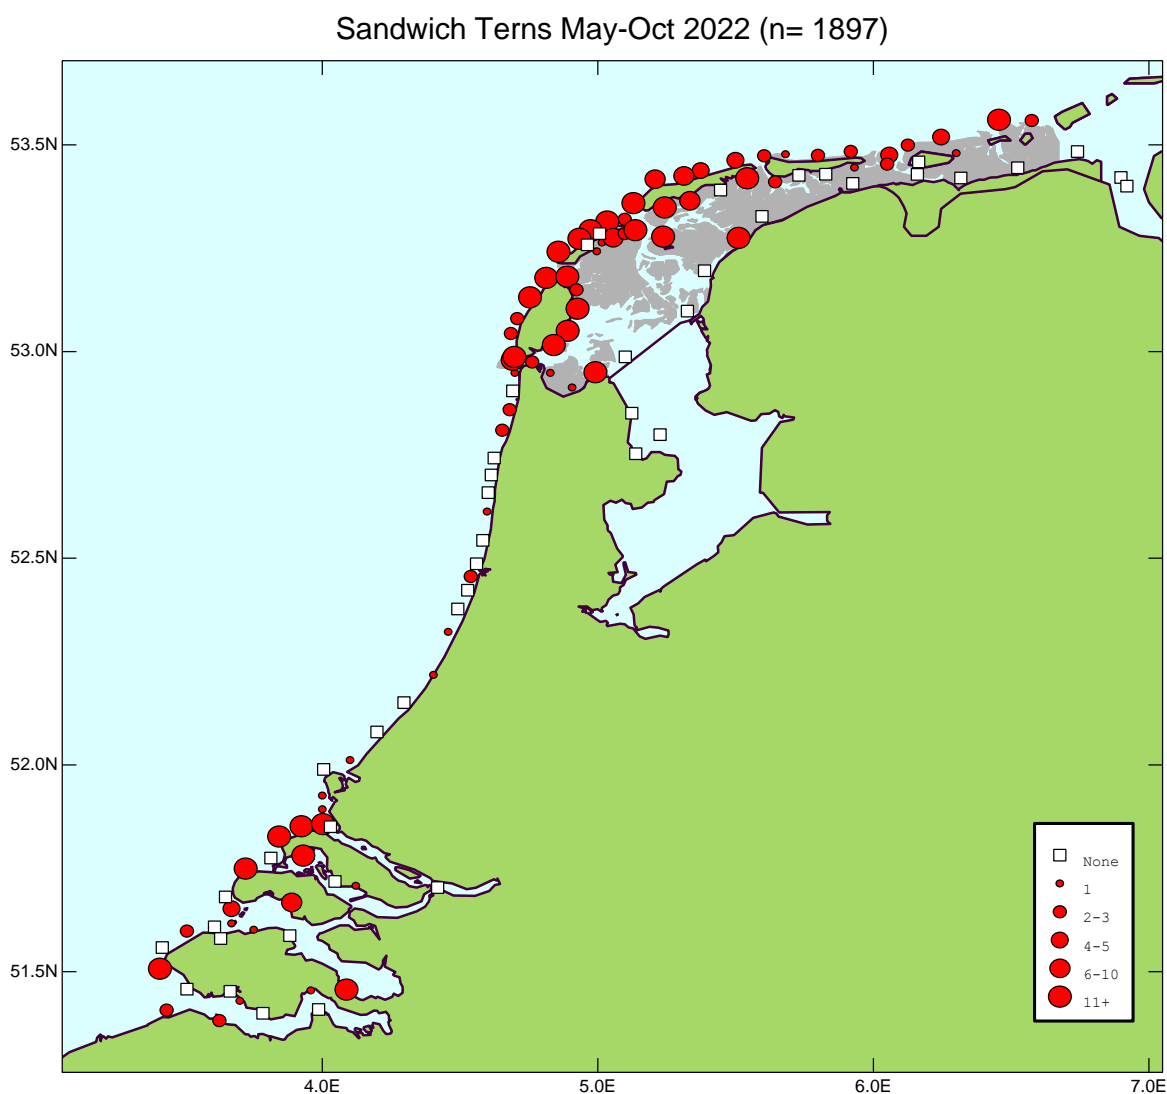 Sandwich Terns May-Oct 2022 (n= 1897)
53.5N
53.0N
52.5N
52.0N
51.5N
None
1
2-3
4-5
6-10
11+
4.0E 5.0E 6.0E 7.0E